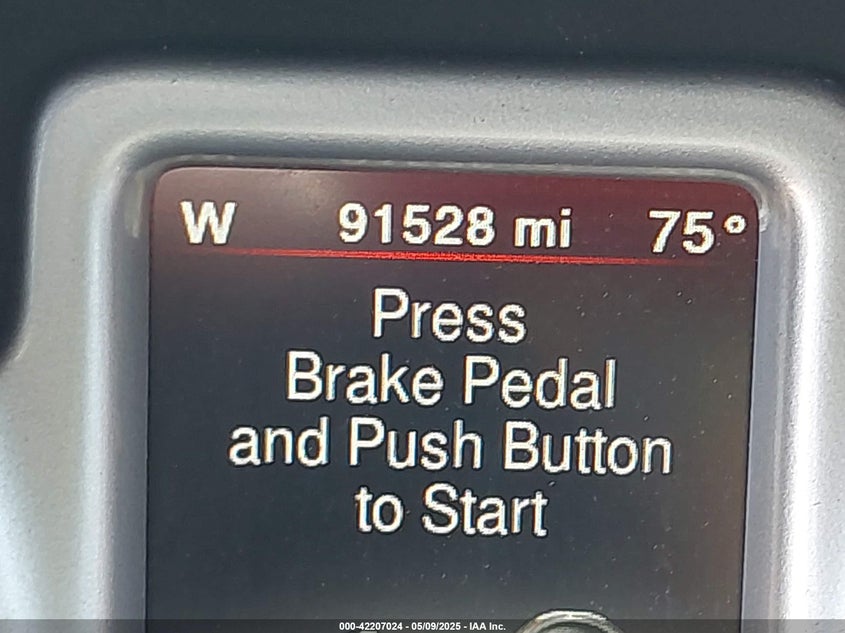 W 91528 mi 75°
Press
Brake Pedal
and Push Button
to Start
000-42207024 - 05/09/2025 - IAA Inc.